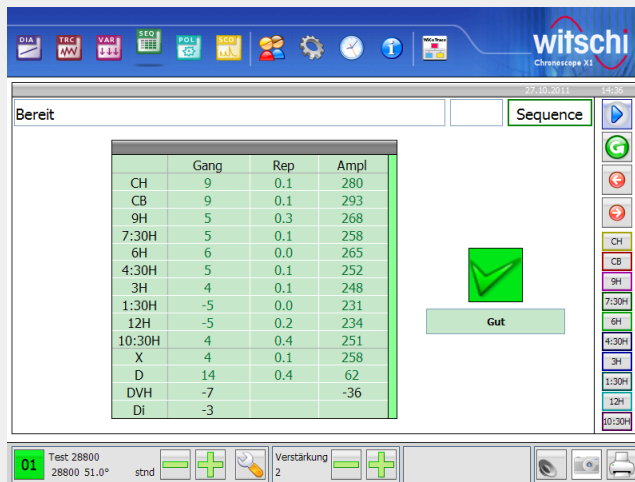 DIA TRC VAR SEQ POL SCO WiCoTrace
witschi
Chronoscope X1
27.10.2011 14:36
Bereit Sequence
Gang Rep Ampl
CH 9 0.1 280
CB 9 0.1 293
9H 5 0.3 268
7:30H 5 0.1 258
6H 6 0.0 265
4:30H 5 0.1 252
3H 4 0.1 248
1:30H -5 0.0 231
12H -5 0.2 234
10:30H 4 0.4 251
X 4 0.1 258
D 14 0.4 62
DVH -7 -36
Di -3
Gut
CH
CB
9H
7:30H
6H
4:30H
3H
1:30H
12H
10:30H
01 Test 28800
28800 51.0° stnd
Verstärkung
2